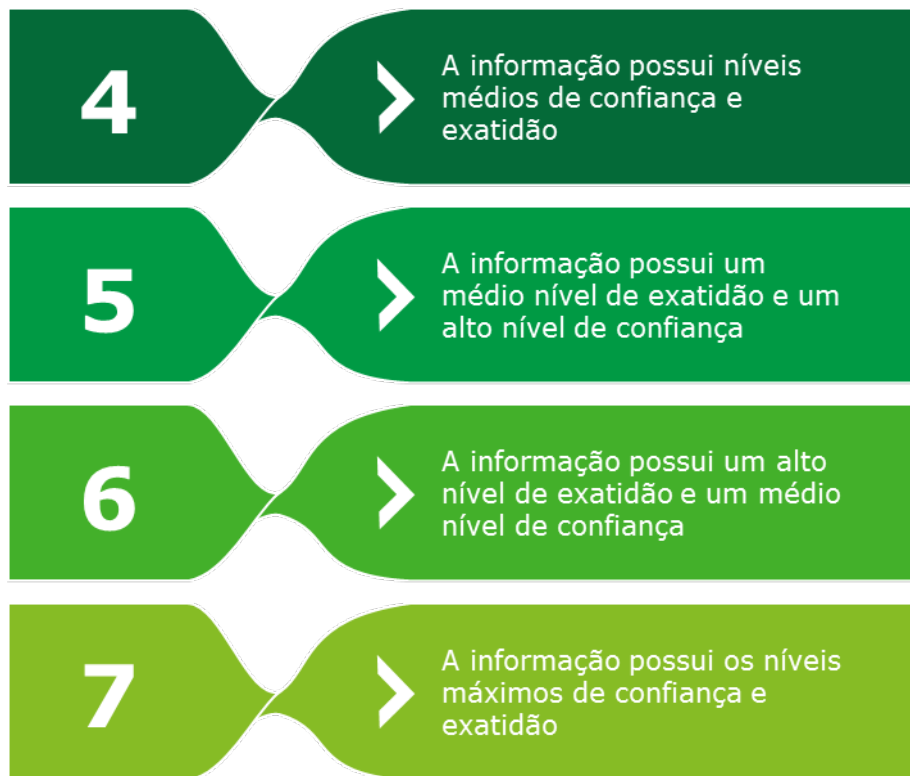 4
A informação possui níveis
médios de confiança e
exatidão
5
A informação possui um
médio nível de exatidão e um
alto nível de confiança
6
A informação possui um alto
nível de exatidão e um médio
nível de confiança
7
A informação possui os níveis
máximos de confiança e
exatidão